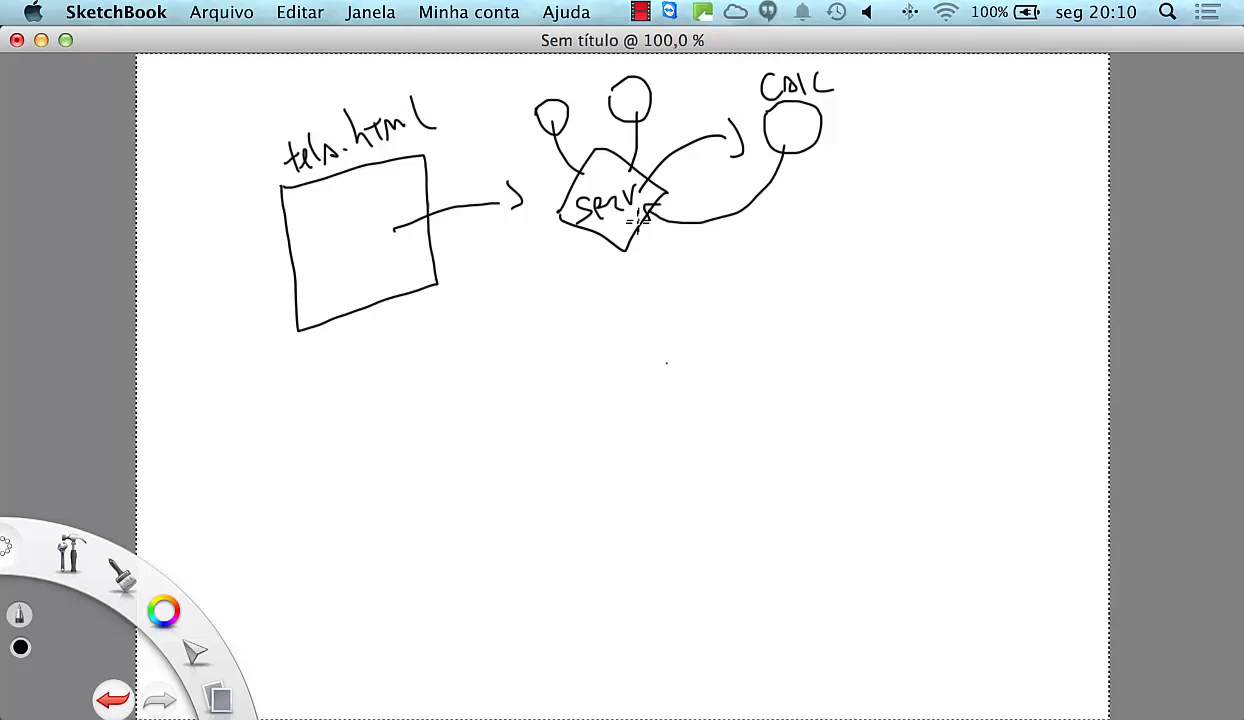 SketchBook Arquivo Editar Janela Minha conta Ajuda 100% seg 20:10
Sem título @ 100,0 %
CALC
tela.html
serv